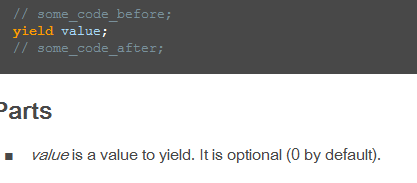 // some_code_before;
yield value;
// some_code_after;
Parts
▪ value is a value to yield. It is optional (0 by default).